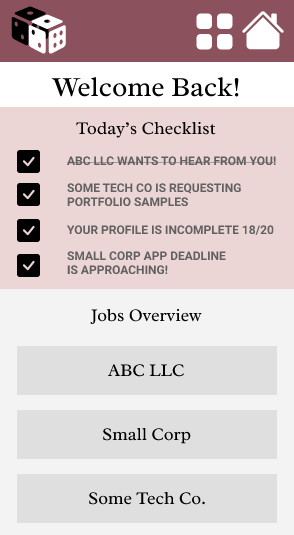 Welcome Back!
Today's Checklist
ABC LLC WANTS TO HEAR FROM YOU!
SOME TECH CO IS REQUESTING
PORTFOLIO SAMPLES
YOUR PROFILE IS INCOMPLETE 18/20
SMALL CORP APP DEADLINE
IS APPROACHING!
Jobs Overview
ABC LLC
Small Corp
Some Tech Co.